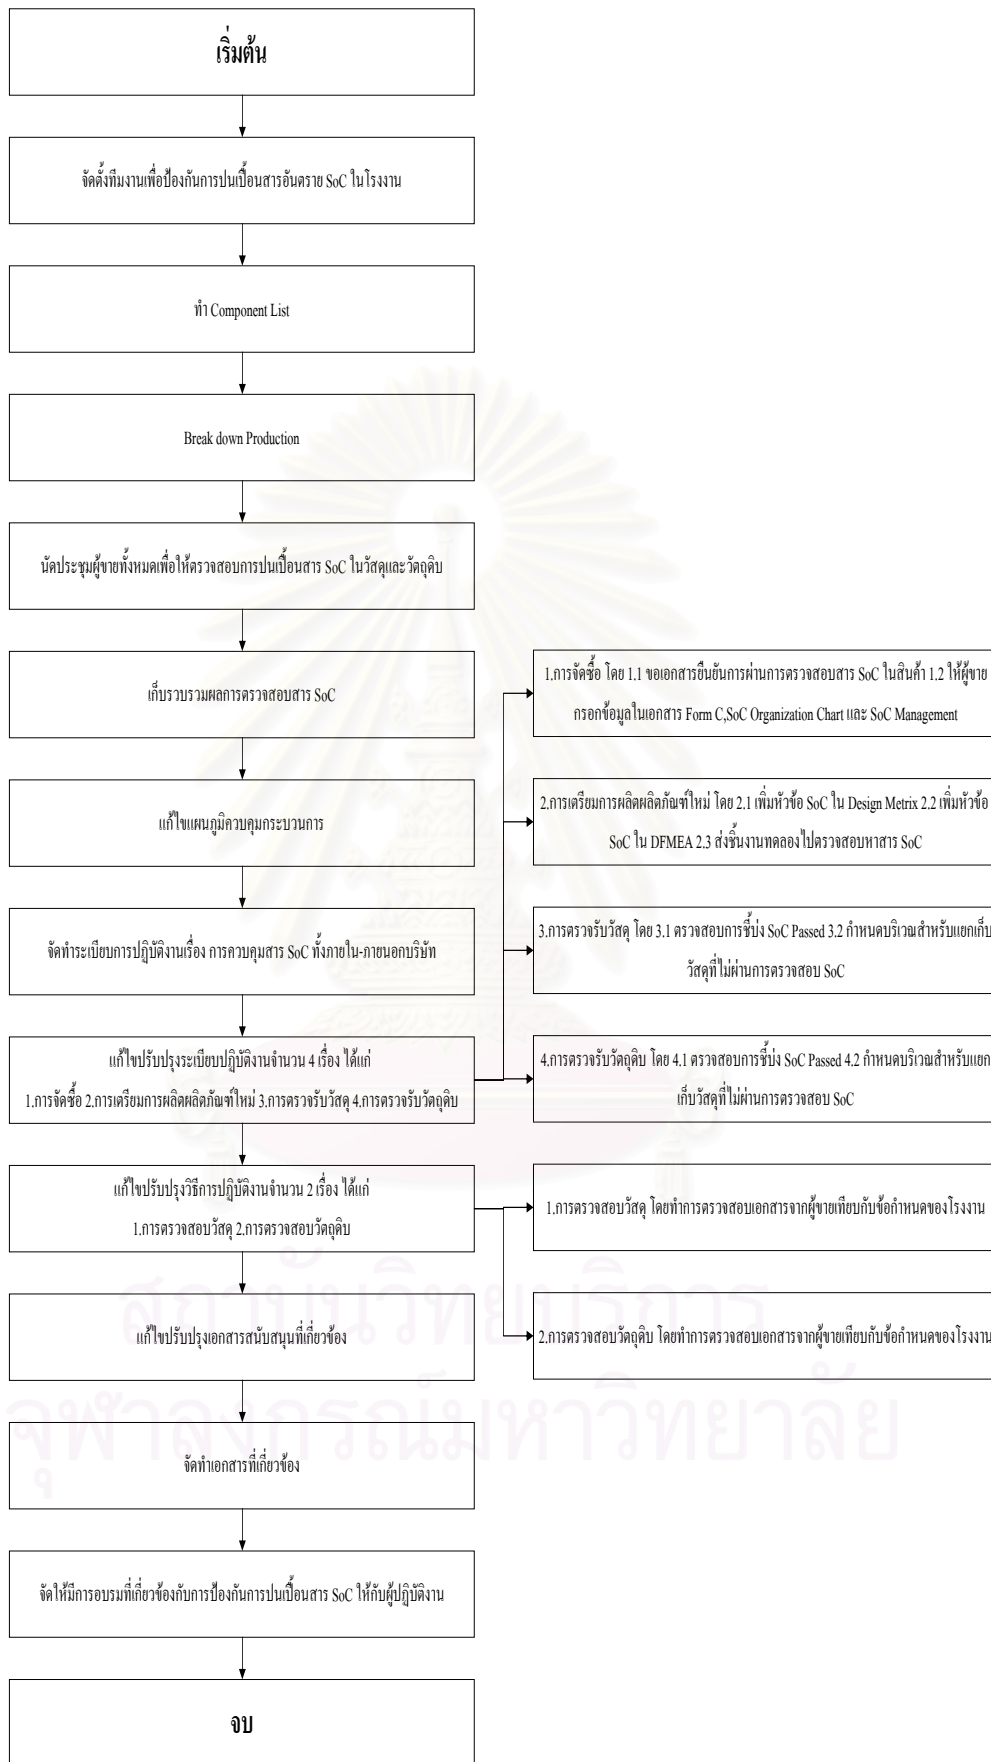 เริ่มต้น
จัดตั้งทีมงานเพื่อป้องกันการปนเปื้อนสารอันตราย SoC ในโรงงาน
ทำ Component List
Break down Production
นัดประชุมผู้ขายทั้งหมดเพื่อให้ตรวจสอบการปนเปื้อนสาร SoC ในวัสดุและวัตถุดิบ
เก็บรวบรวมผลการตรวจสอบสาร SoC
แก้ไขแผนภูมิควบคุมกระบวนการ
จัดทำระเบียบการปฏิบัติงานเรื่อง การควบคุมสาร SoC ทั้งภายใน-ภายนอกบริษัท
แก้ไขปรับปรุงระเบียบปฏิบัติงานจำนวน 4 เรื่อง ได้แก่
1.การจัดซื้อ 2.การเตรียมการผลิตผลิตภัณฑ์ใหม่ 3.การตรวจรับวัสดุ 4.การตรวจรับวัตถุดิบ
1.การจัดซื้อ โดย 1.1 ขอเอกสารยืนยันการผ่านการตรวจสอบสาร SoC ในสินค้า 1.2 ให้ผู้ขาย
กรอกข้อมูลในเอกสาร Form C,SoC Organization Chart และ SoC Management
2.การเตรียมการผลิตผลิตภัณฑ์ใหม่ โดย 2.1 เพิ่มหัวข้อ SoC ใน Design Metrix 2.2 เพิ่มหัวข้อ
SoC ใน DFMEA 2.3 ส่งชิ้นงานทดลองไปตรวจสอบหาสาร SoC
3.การตรวจรับวัสดุ โดย 3.1 ตรวจสอบการชี้บ่ง SoC Passed 3.2 กำหนดบริเวณสำหรับแยกเก็บ
วัสดุที่ไม่ผ่านการตรวจสอบ SoC
4.การตรวจรับวัตถุดิบ โดย 4.1 ตรวจสอบการชี้บ่ง SoC Passed 4.2 กำหนดบริเวณสำหรับแยก
เก็บวัสดุที่ไม่ผ่านการตรวจสอบ SoC
แก้ไขปรับปรุงวิธีการปฏิบัติงานจำนวน 2 เรื่อง ได้แก่
1.การตรวจสอบวัสดุ 2.การตรวจสอบวัตถุดิบ
1.การตรวจสอบวัสดุ โดยทำการตรวจสอบเอกสารจากผู้ขายเทียบกับข้อกำหนดของโรงงาน
2.การตรวจสอบวัตถุดิบ โดยทำการตรวจสอบเอกสารจากผู้ขายเทียบกับข้อกำหนดของโรงงาน
แก้ไขปรับปรุงเอกสารสนับสนุนที่เกี่ยวข้อง
จัดทำเอกสารที่เกี่ยวข้อง
จัดให้มีการอบรมที่เกี่ยวข้องกับการป้องกันการปนเปื้อนสาร SoC ให้กับผู้ปฏิบัติงาน
จบ
สถาบันวิทยบริการ
จุฬาลงกรณ์มหาวิทยาลัย